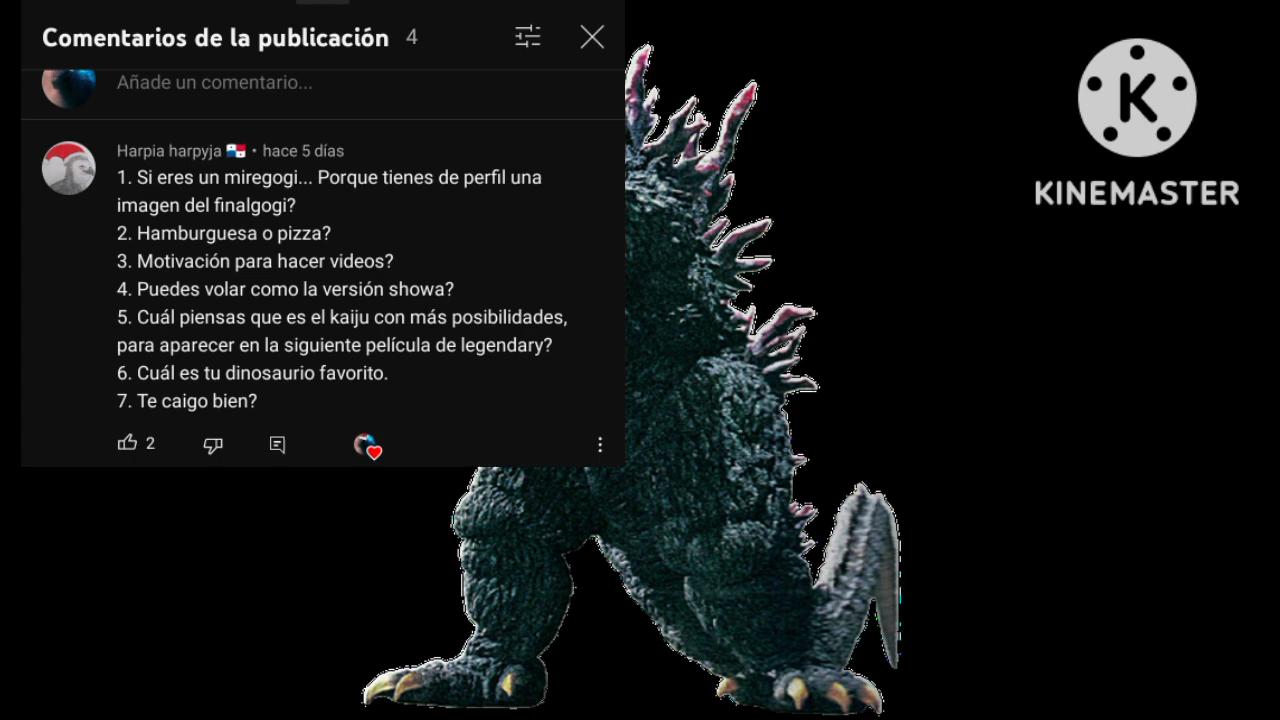 Comentarios de la publicación 4
Añade un comentario...
Harpia harpyja 🇵🇦 • hace 5 días
1. Si eres un miregogi... Porque tienes de perfil una
imagen del finalgogi?
2. Hamburguesa o pizza?
3. Motivación para hacer videos?
4. Puedes volar como la versión showa?
5. Cuál piensas que es el kaiju con más posibilidades,
para aparecer en la siguiente película de legendary?
6. Cuál es tu dinosaurio favorito.
7. Te caigo bien?
2
K
KINEMASTER